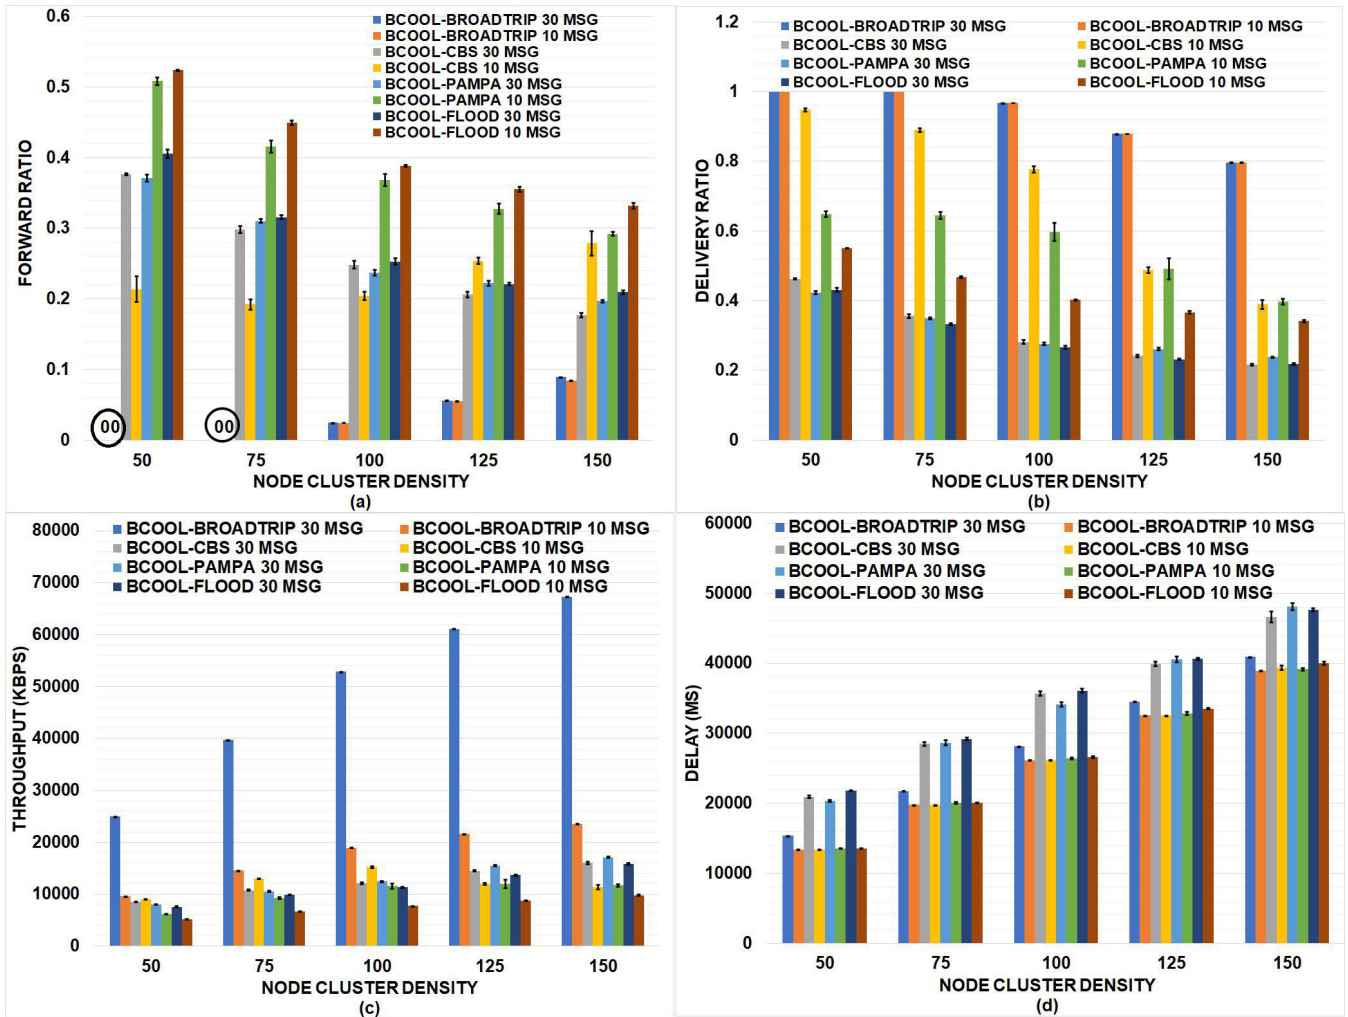 0.6
0.5
0.4
0.3
0.2
0.1
0
FORWARD RATIO
BCOOL-BROADTRIP 30 MSG
BCOOL-BROADTRIP 10 MSG
BCOOL-CBS 30 MSG
BCOOL-CBS 10 MSG
BCOOL-PAMPA 30 MSG
BCOOL-PAMPA 10 MSG
BCOOL-FLOOD 30 MSG
BCOOL-FLOOD 10 MSG
00
00
50 75 100 125 150
NODE CLUSTER DENSITY
(a)
1.2
1
0.8
0.6
0.4
0.2
0
DELIVERY RATIO
BCOOL-BROADTRIP 30 MSG BCOOL-BROADTRIP 10 MSG
BCOOL-CBS 30 MSG BCOOL-CBS 10 MSG
BCOOL-PAMPA 30 MSG BCOOL-PAMPA 10 MSG
BCOOL-FLOOD 30 MSG BCOOL-FLOOD 10 MSG
50 75 100 125 150
NODE CLUSTER DENSITY
(b)
80000
70000
60000
50000
40000
30000
20000
10000
0
THROUGHPUT (KBPS)
BCOOL-BROADTRIP 30 MSG BCOOL-BROADTRIP 10 MSG
BCOOL-CBS 30 MSG BCOOL-CBS 10 MSG
BCOOL-PAMPA 30 MSG BCOOL-PAMPA 10 MSG
BCOOL-FLOOD 30 MSG BCOOL-FLOOD 10 MSG
50 75 100 125 150
NODE CLUSTER DENSITY
(c)
60000
50000
40000
30000
20000
10000
0
DELAY (MS)
BCOOL-BROADTRIP 30 MSG BCOOL-BROADTRIP 10 MSG
BCOOL-CBS 30 MSG BCOOL-CBS 10 MSG
BCOOL-PAMPA 30 MSG BCOOL-PAMPA 10 MSG
BCOOL-FLOOD 30 MSG BCOOL-FLOOD 10 MSG
50 75 100 125 150
NODE CLUSTER DENSITY
(d)